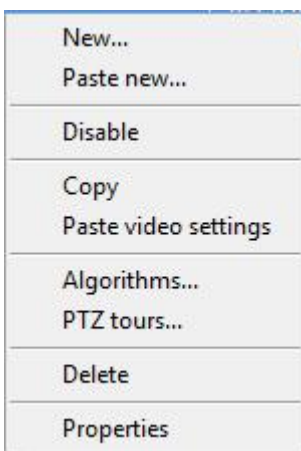 New...
Paste new...
Disable
Copy
Paste video settings
Algorithms...
PTZ tours...
Delete
Properties